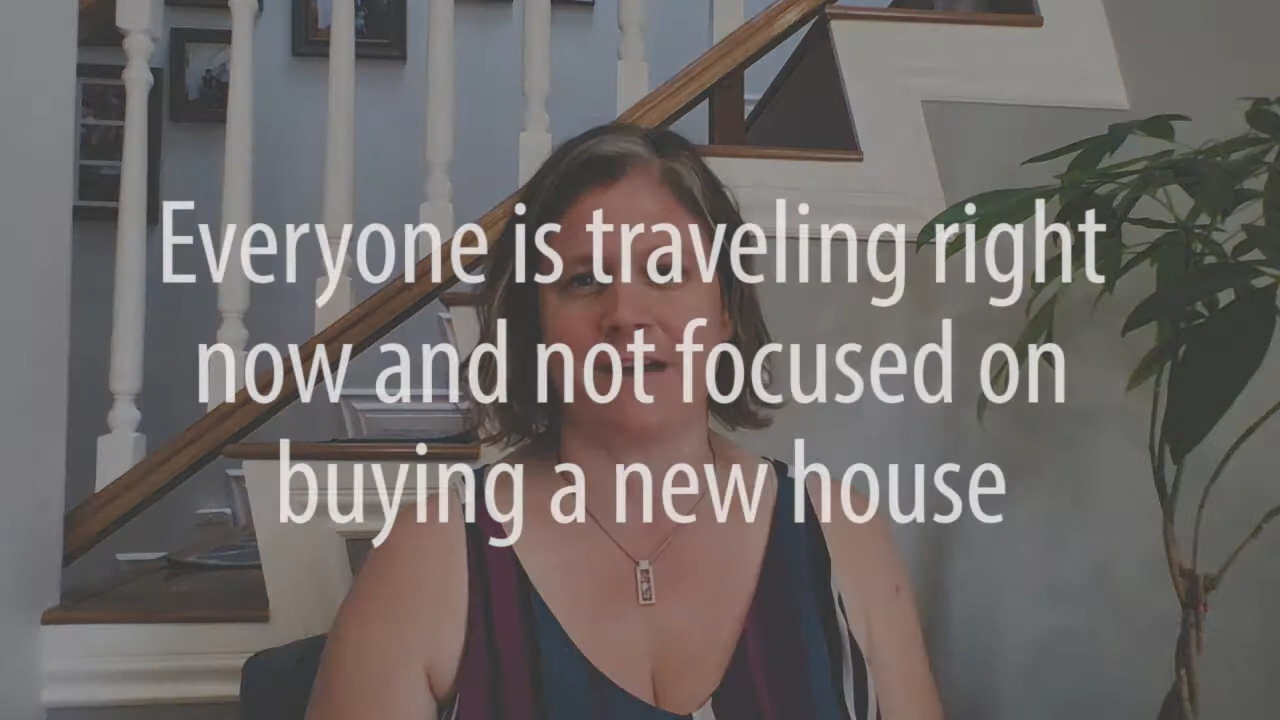 Everyone is traveling right
now and not focused on
buying a new house